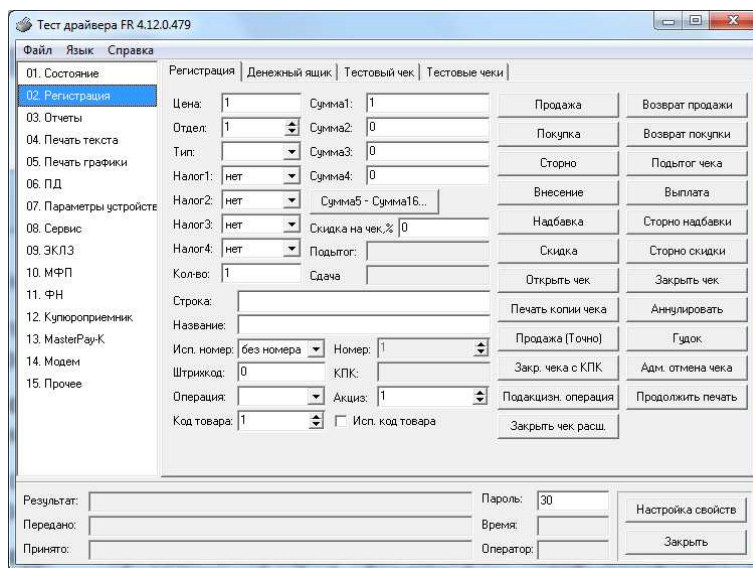 Тест драйвера FR 4.12.0.479
Файл Язык Справка
01. Состояние
02. Регистрация
03. Отчеты
04. Печать текста
05. Печать графики
06. ПД
07. Параметры устройств
08. Сервис
09. ЭКЛЗ
10. МФП
11. ФН
12. Купюроприемник
13. MasterPay-K
14. Модем
15. Прочее
Регистрация Денежный ящик Тестовый чек Тестовые чеки
Цена: 1 Сумма1: 1
Отдел: 1 Сумма2: 0
Тип: Сумма3: 0
Налог1: нет Сумма4: 0
Налог2: нет Сумма5 - Сумма16...
Налог3: нет Скидка на чек,% 0
Налог4: нет Подытог:
Кол-во: 1 Сдача
Строка:
Название:
Исп. номер: без номера Номер: 1
Штрихкод: 0 КПК:
Операция: Акциз: 1
Код товара: 1 Исп. код товара
Продажа Возврат продажи
Покупка Возврат покупки
Сторно Подытог чека
Внесение Выплата
Надбавка Сторно надбавки
Скидка Сторно скидки
Открыть чек Закрыть чек
Печать копии чека Аннулировать
Продажа (Точно) Гудок
Закр. чека с КПК Адм. отмена чека
Подакцизн. операция Продолжить печать
Закрыть чек расш.
Результат: Пароль: 30
Передано: Время:
Принято: Оператор:
Настройка свойств
Закрыть